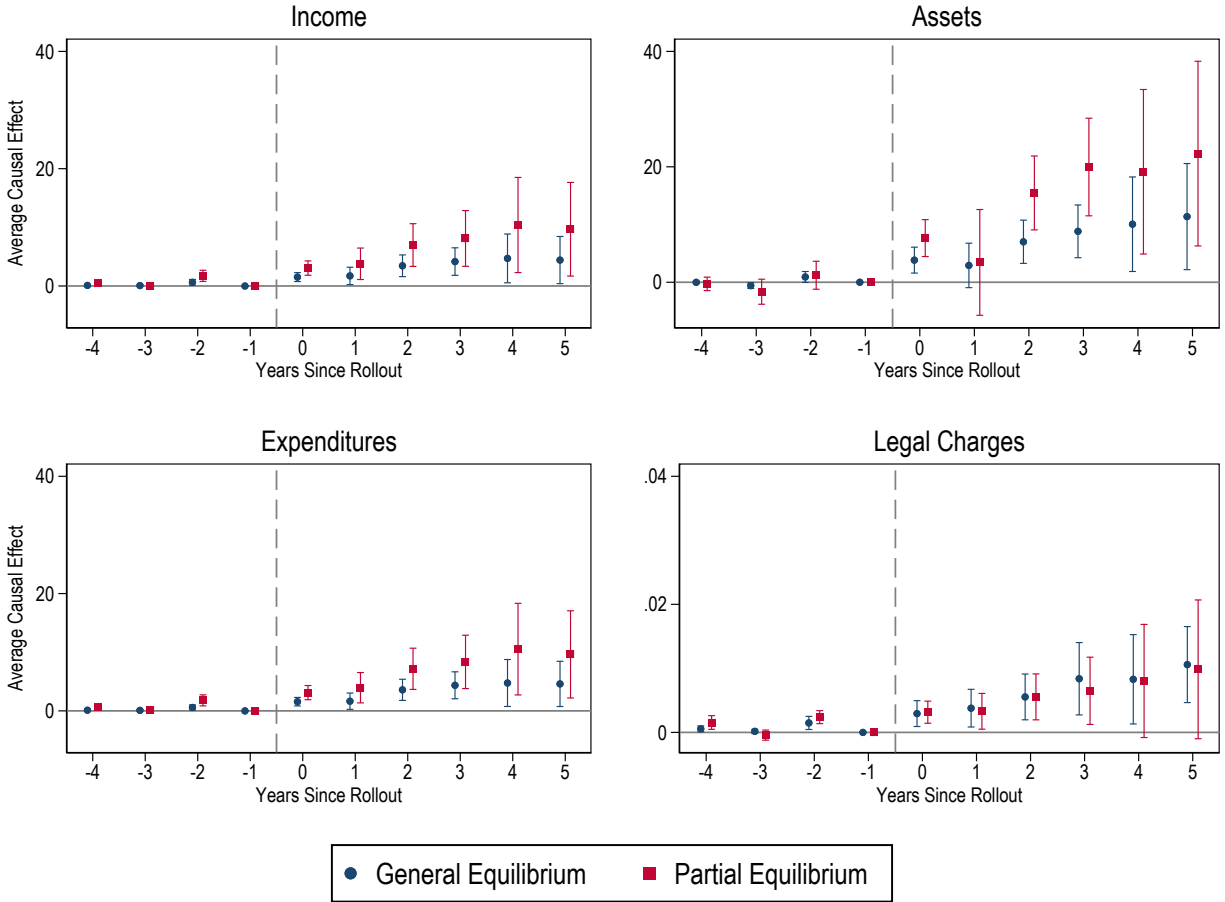 Income
Average Causal Effect
40
20
0
-4 -3 -2 -1 0 1 2 3 4 5
Years Since Rollout
Assets
40
20
0
-4 -3 -2 -1 0 1 2 3 4 5
Years Since Rollout
Expenditures
Average Causal Effect
40
20
0
-4 -3 -2 -1 0 1 2 3 4 5
Years Since Rollout
Legal Charges
.04
.02
0
-4 -3 -2 -1 0 1 2 3 4 5
Years Since Rollout
General Equilibrium Partial Equilibrium